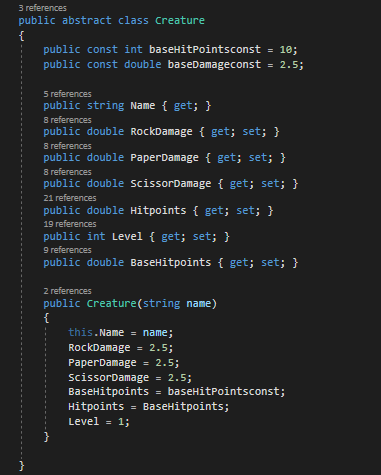 3 references
public abstract class Creature
{
public const int baseHitPointsconst = 10;
public const double baseDamageconst = 2.5;
5 references
public string Name { get; }
8 references
public double RockDamage { get; set; }
8 references
public double PaperDamage { get; set; }
8 references
public double ScissorDamage { get; set; }
21 references
public double Hitpoints { get; set; }
19 references
public int Level { get; set; }
9 references
public double BaseHitpoints { get; set; }
2 references
public Creature(string name)
{
this.Name = name;
RockDamage = 2.5;
PaperDamage = 2.5;
ScissorDamage = 2.5;
BaseHitpoints = baseHitPointsconst;
Hitpoints = BaseHitpoints;
Level = 1;
}
}